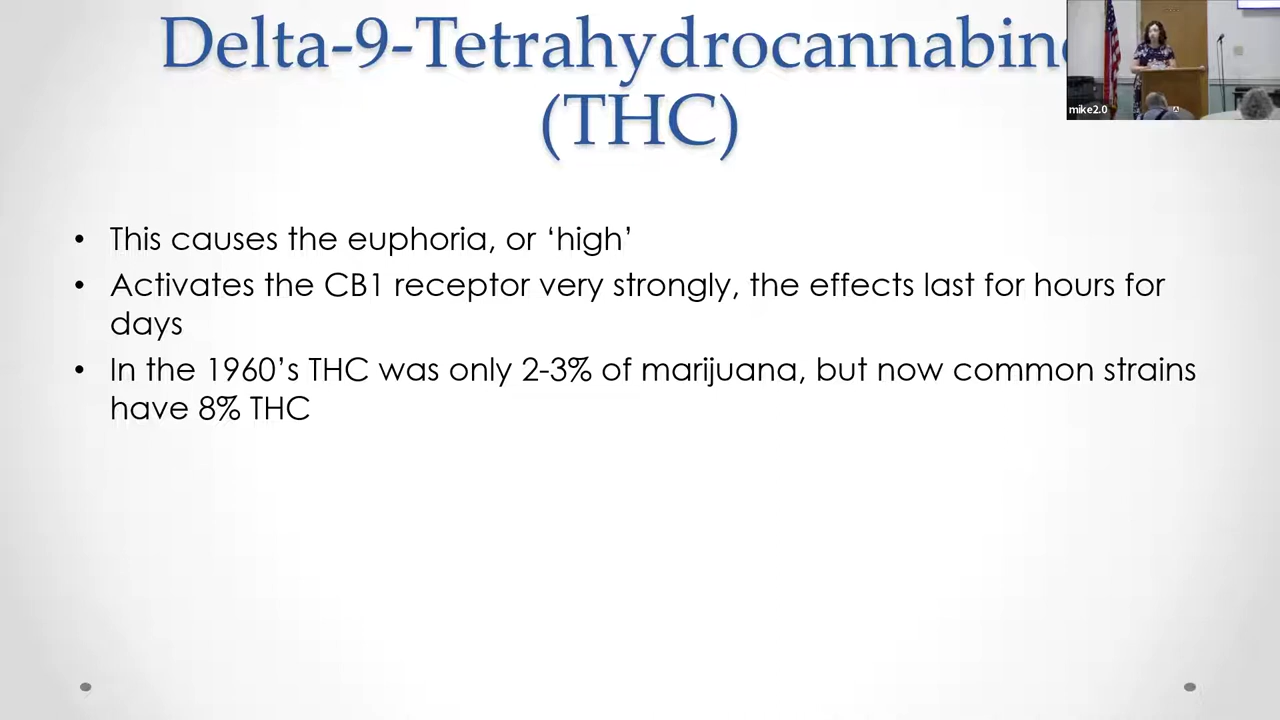 Delta-9-Tetrahydrocannabin
(THC)
mike2.0
• This causes the euphoria, or ‘high’
• Activates the CB1 receptor very strongly, the effects last for hours for
days
• In the 1960’s THC was only 2-3% of marijuana, but now common strains
have 8% THC